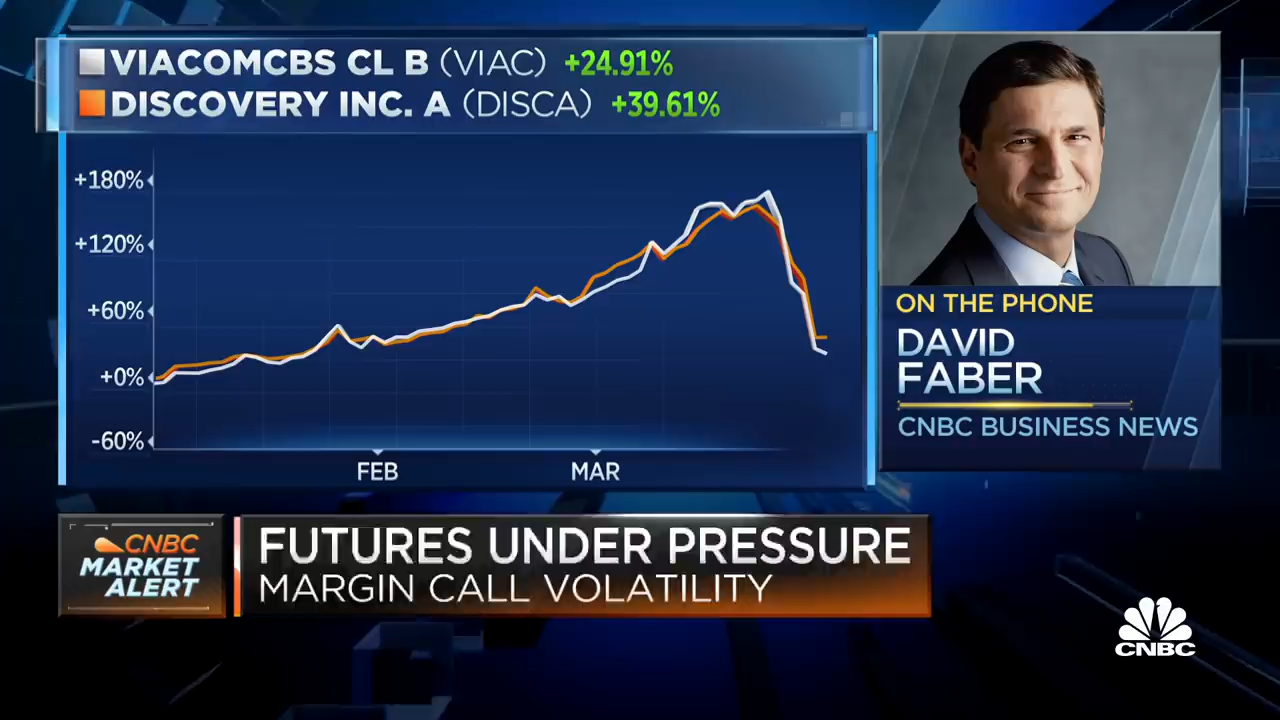 VIACOMCBS CL B (VIAC) +24.91%
DISCOVERY INC. A (DISCA) +39.61%
+180%
+120%
+60%
+0%
-60%
FEB MAR
ON THE PHONE
DAVID
FABER
CNBC BUSINESS NEWS
CNBC
MARKET
ALERT
FUTURES UNDER PRESSURE
MARGIN CALL VOLATILITY
CNBC